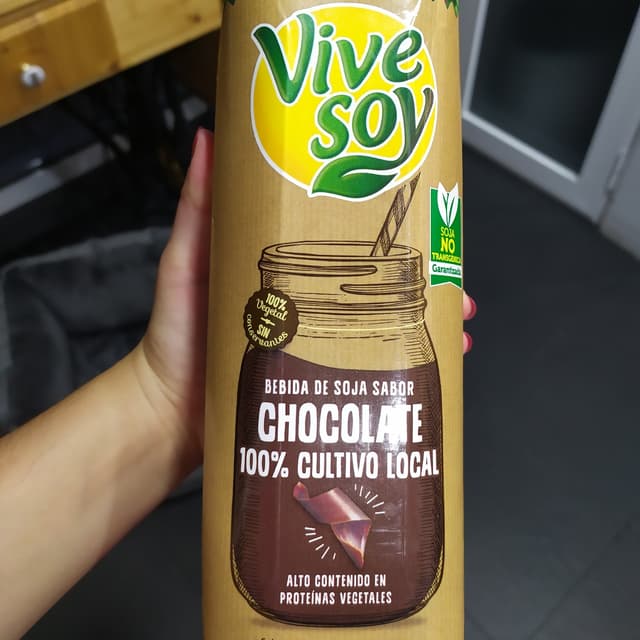 Vive
soy
SOJA
NO
TRANSGÉNICA
Garantizada
100%
Vegetal
SIN
conservantes
BEBIDA DE SOJA SABOR
CHOCOLATE
100% CULTIVO LOCAL
ALTO CONTENIDO EN
PROTEÍNAS VEGETALES